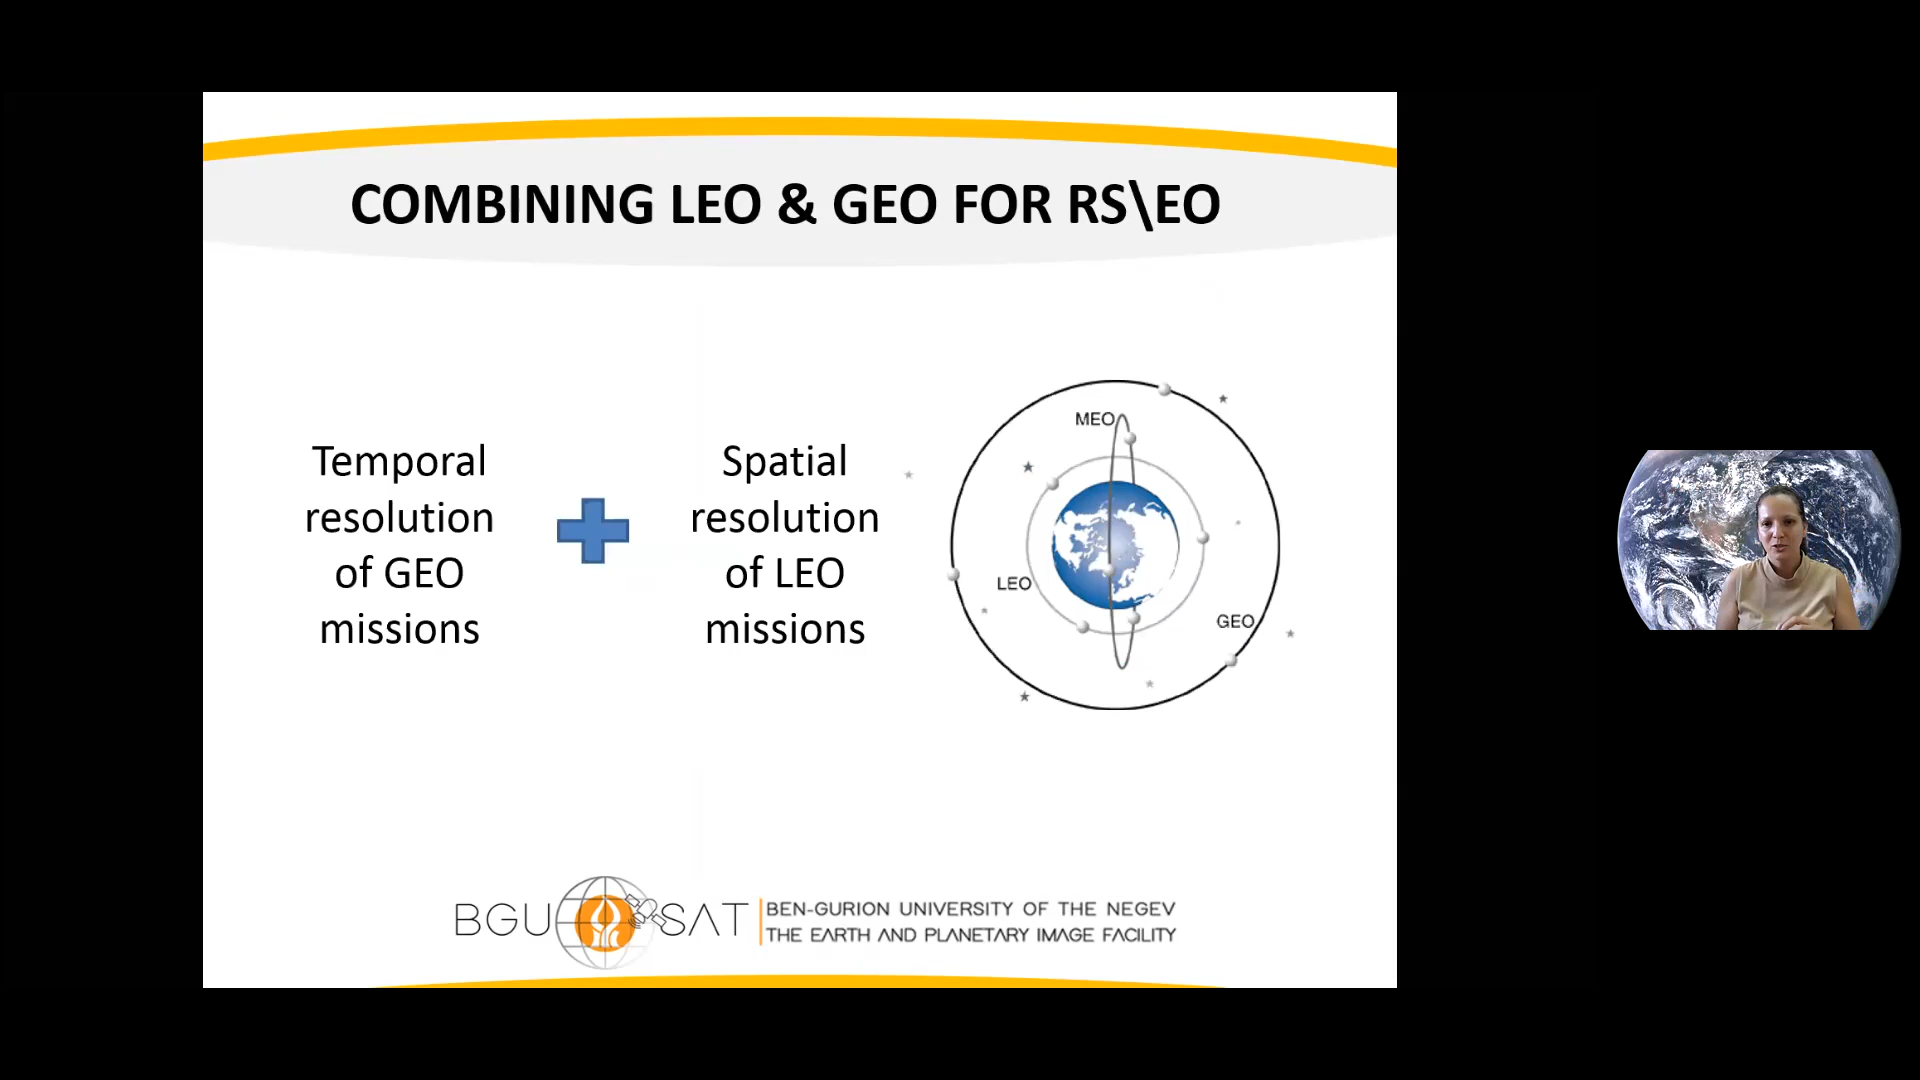 COMBINING LEO & GEO FOR RS\EO
Temporal
resolution
of GEO
missions
Spatial
resolution
of LEO
missions
MEO
LEO
GEO
BGU SAT
BEN-GURION UNIVERSITY OF THE NEGEV
THE EARTH AND PLANETARY IMAGE FACILITY